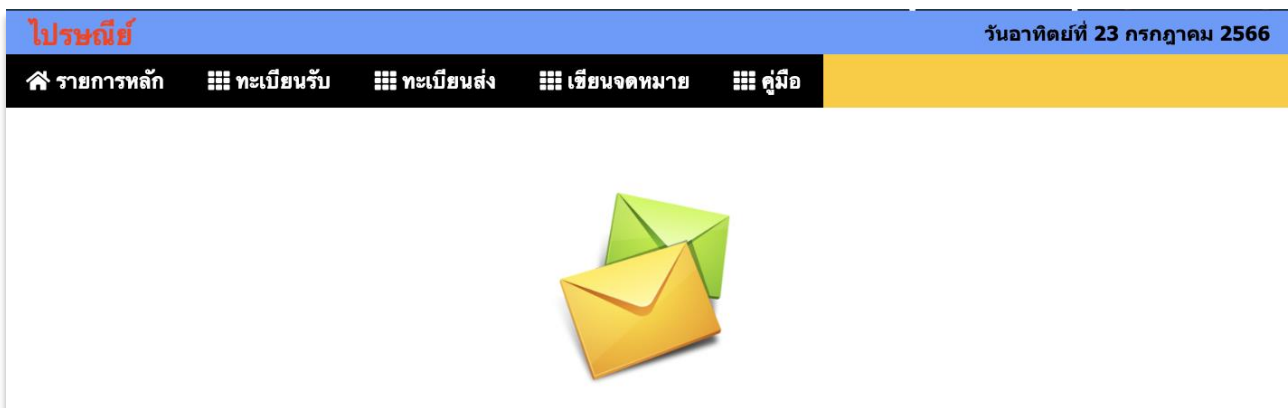 ไปรษณีย์ วันอาทิตย์ที่ 23 กรกฎาคม 2566
รายการหลัก ทะเบียนรับ ทะเบียนส่ง เขียนจดหมาย คู่มือ